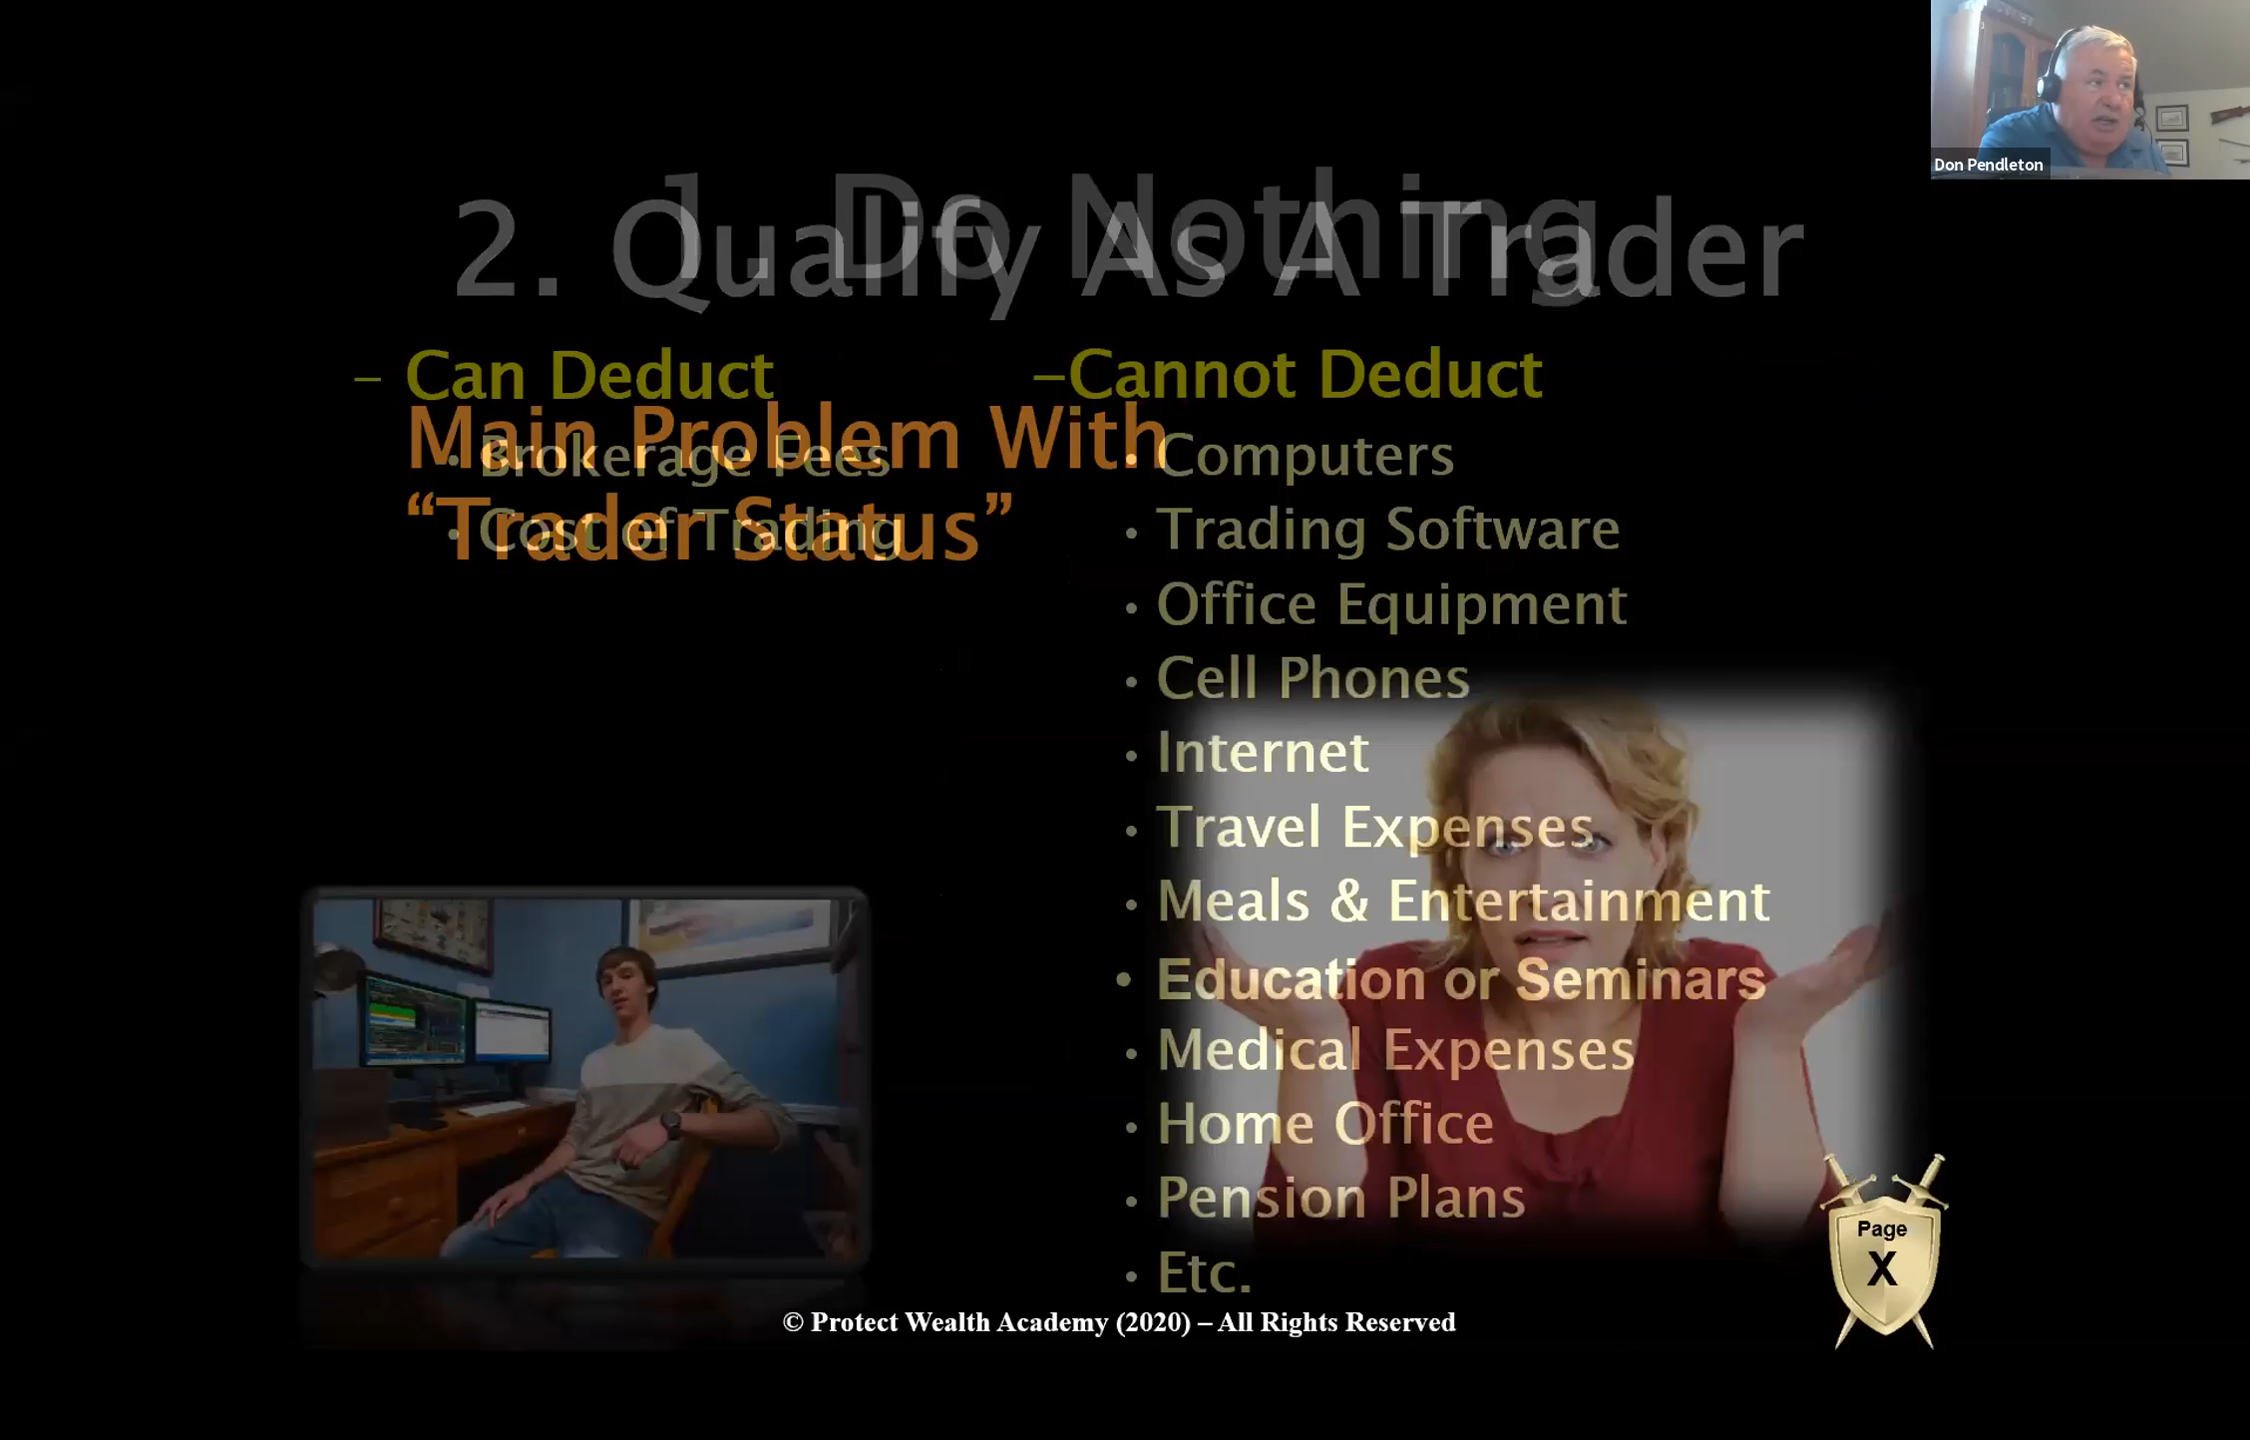 Don Pendleton
1. Do Nothing
2. Qualify As A Trader
– Can Deduct
• Brokerage Fees
• Cost of Trading
–Cannot Deduct
• Computers
• Trading Software
• Office Equipment
• Cell Phones
• Internet
• Travel Expenses
• Meals & Entertainment
• Education or Seminars
• Medical Expenses
• Home Office
• Pension Plans
• Etc.
Main Problem With
“Trader Status”
Page
X
© Protect Wealth Academy (2020) – All Rights Reserved